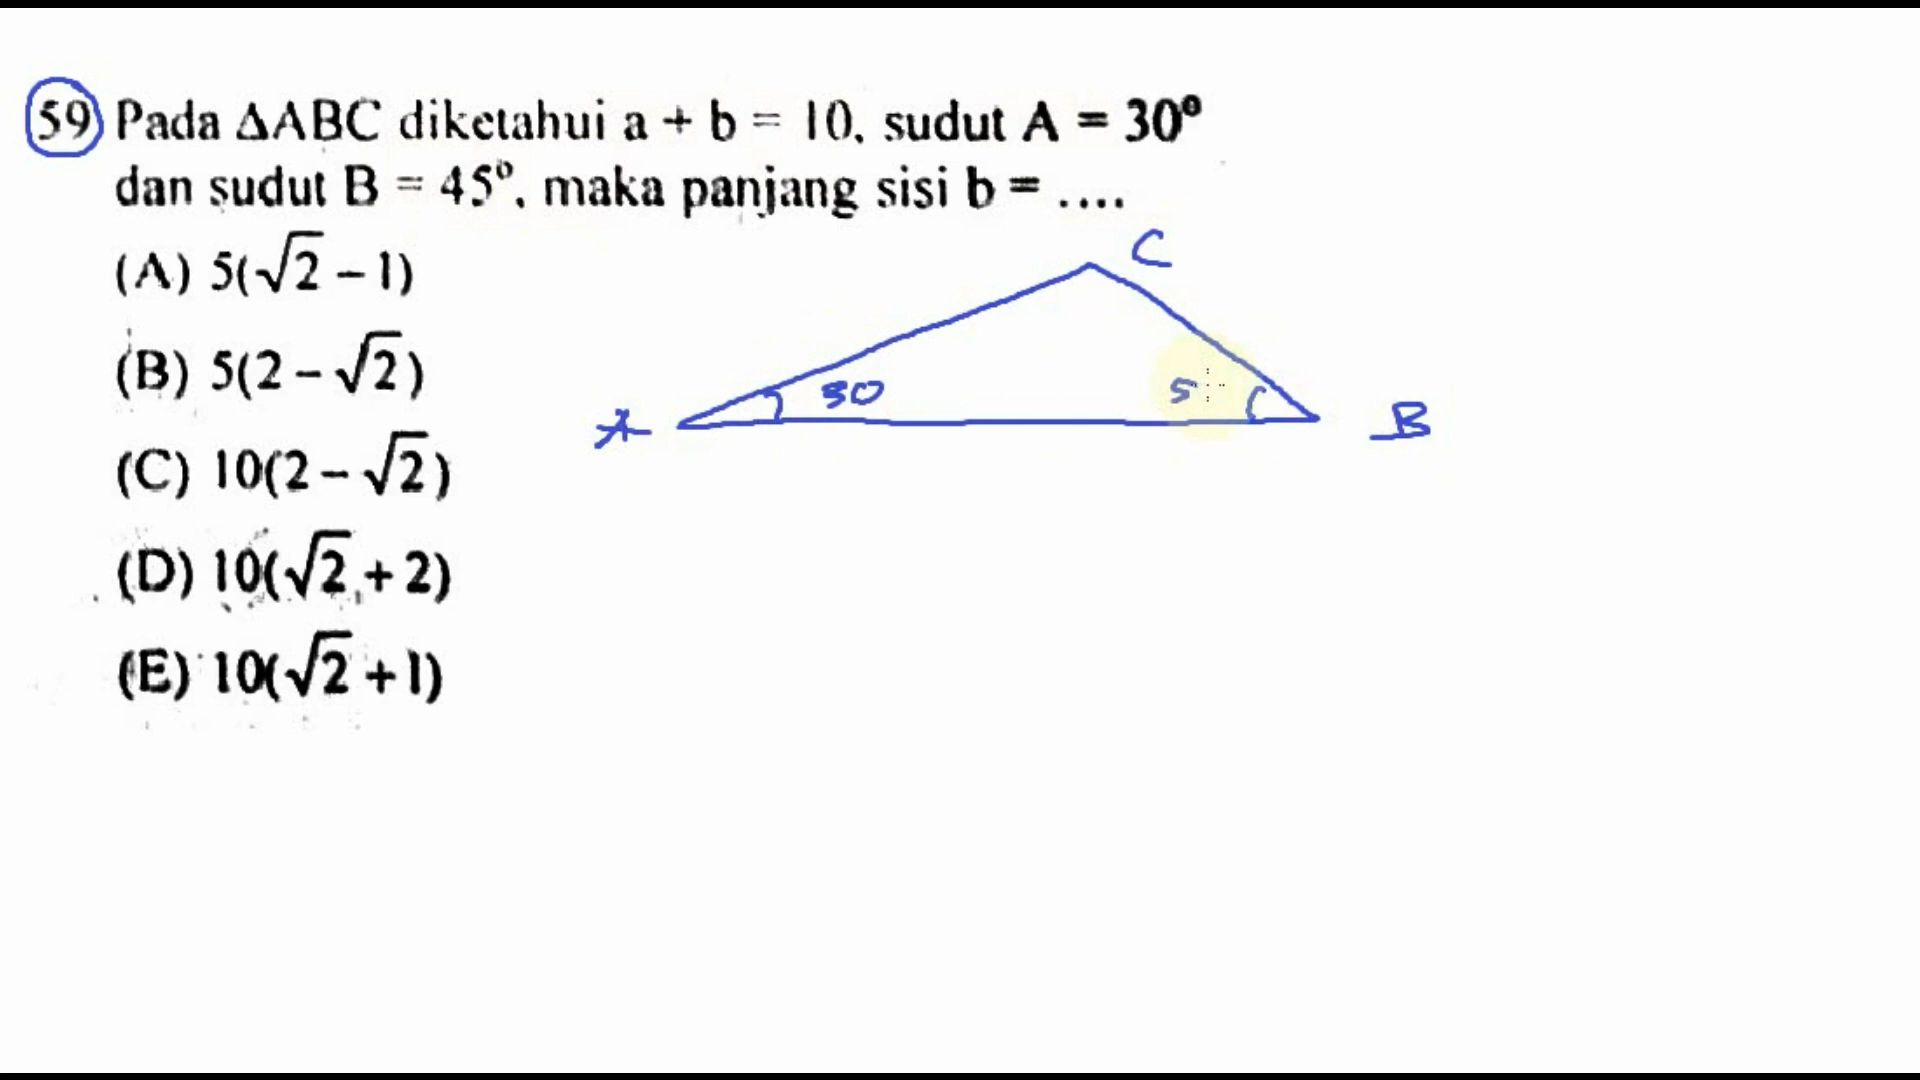 59 Pada ΔABC diketahui a + b = 10, sudut A = 30°
dan sudut B = 45°, maka panjang sisi b = ....
(A) 5(√2 − 1)
(B) 5(2 − √2)
(C) 10(2 − √2)
(D) 10(√2 + 2)
(E) 10(√2 + 1)
C
30
5
A
B